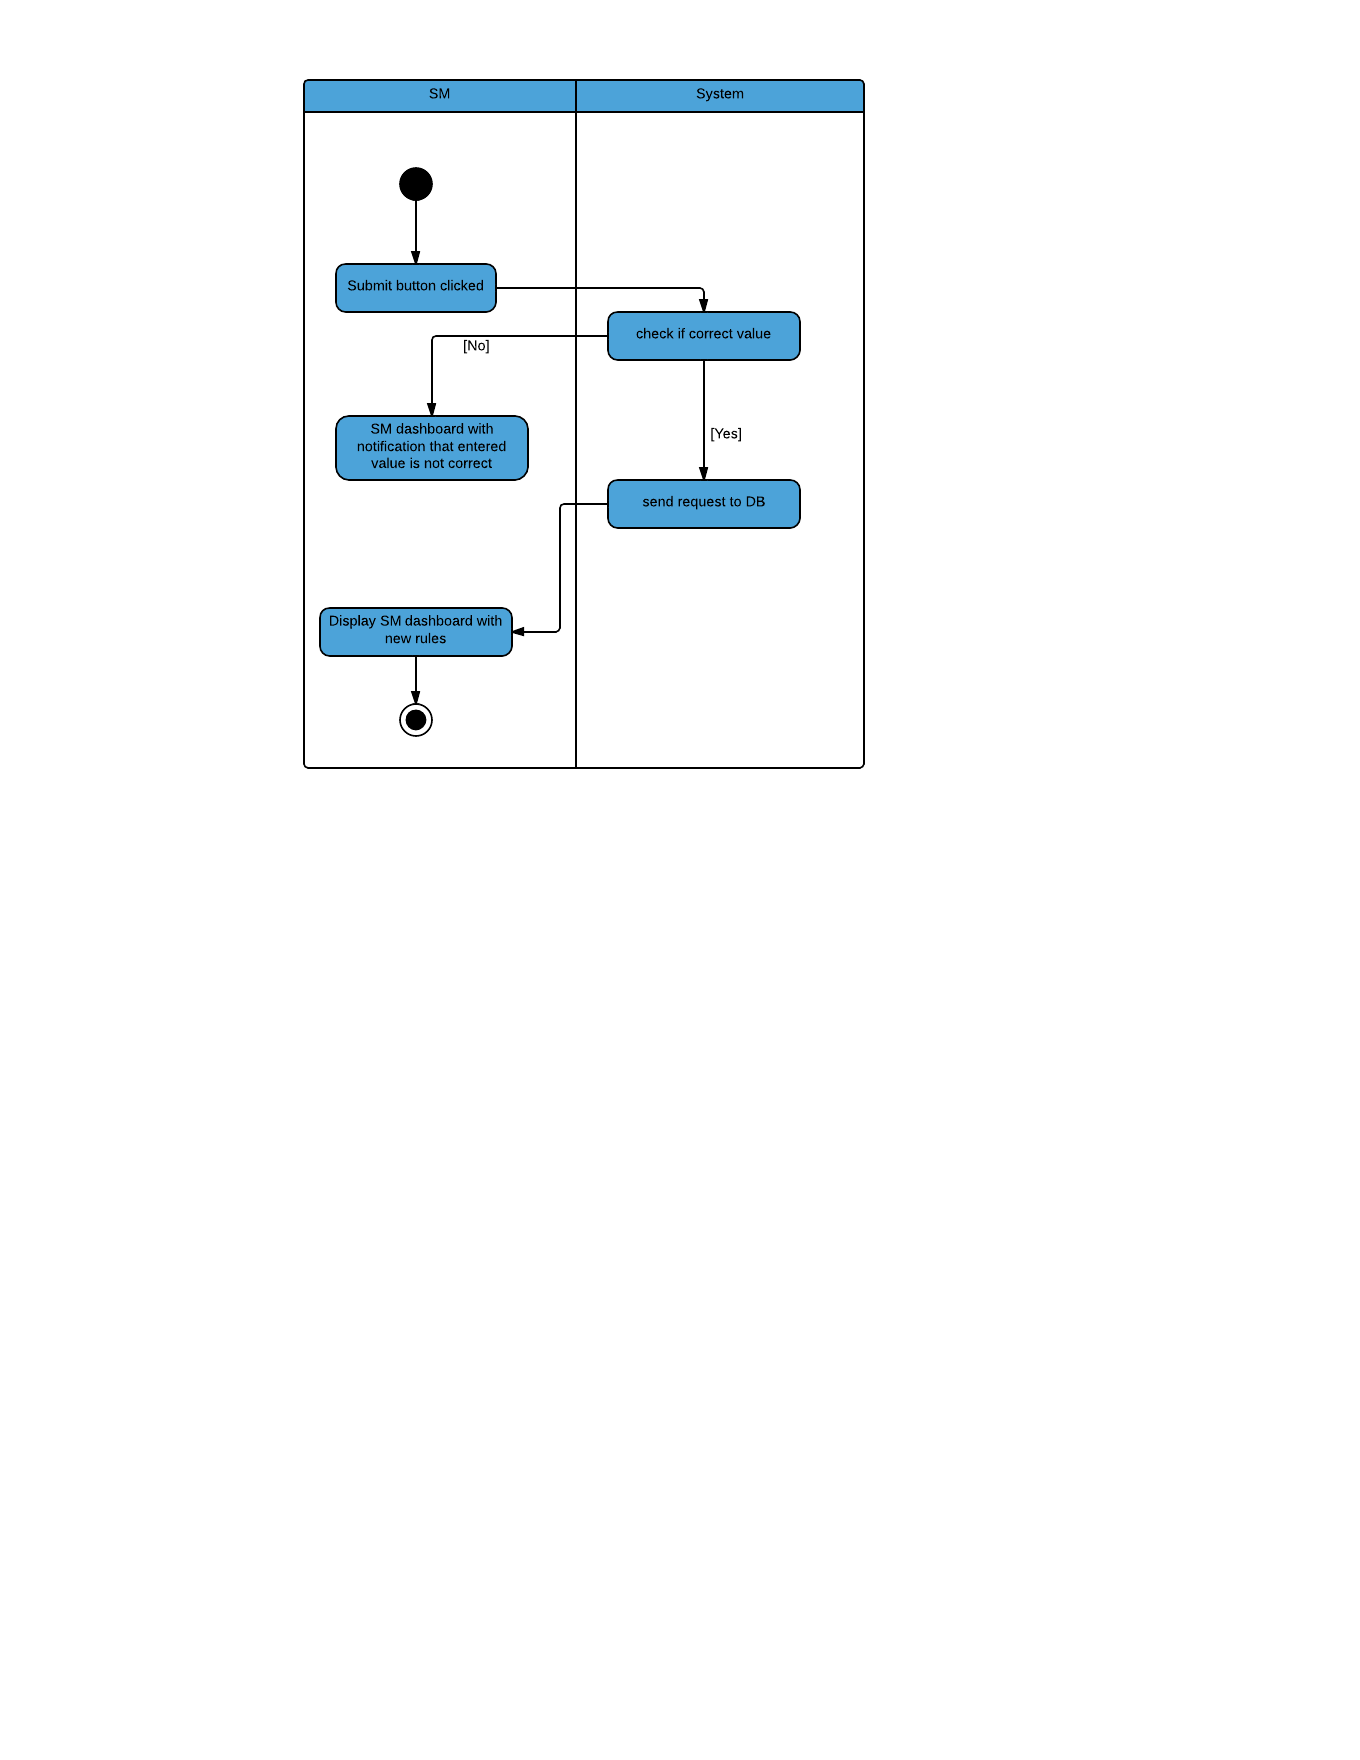 SM
System
Submit button clicked
check if correct value
[No]
SM dashboard with
notification that entered
value is not correct
[Yes]
send request to DB
Display SM dashboard with
new rules